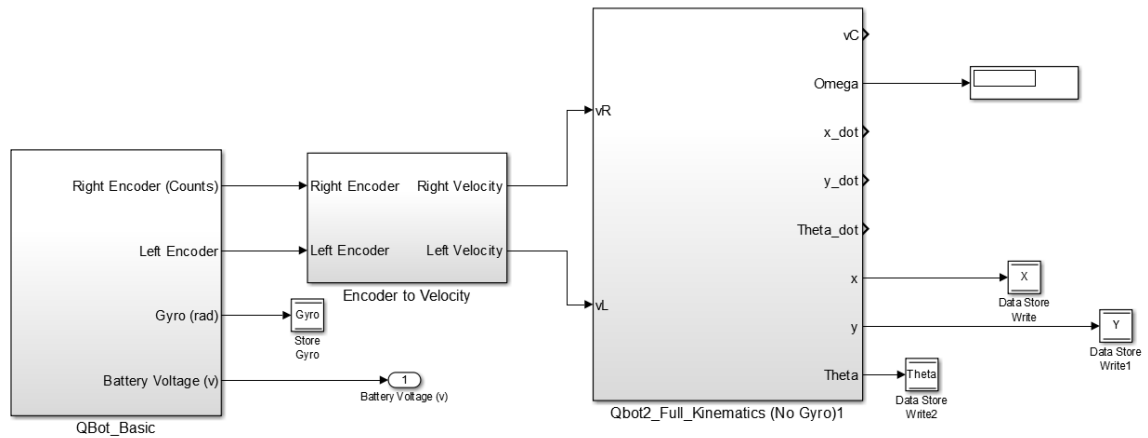 Right Encoder (Counts)
Left Encoder
Gyro (rad)
Battery Voltage (v)
QBot_Basic
Gyro
Store
Gyro
1
Battery Voltage (v)
Right Encoder
Left Encoder
Right Velocity
Left Velocity
Encoder to Velocity
vR
vL
vC
Omega
x_dot
y_dot
Theta_dot
x
y
Theta
Qbot2_Full_Kinematics (No Gyro)1
X
Data Store
Write
Y
Data Store
Write1
Theta
Data Store
Write2